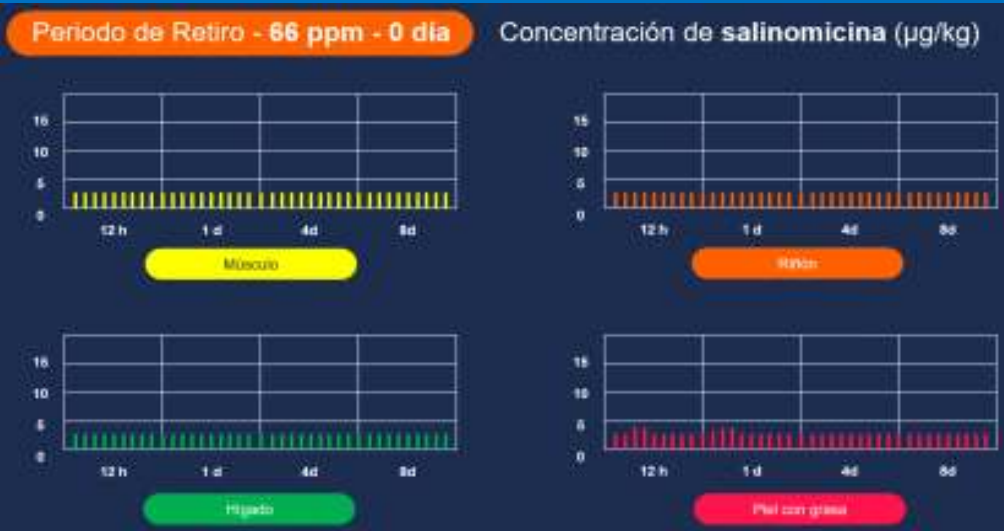 Periodo de Retiro - 66 ppm - 0 día
Concentración de salinomicina (µg/kg)
15
10
5
0
12 h 1 d 4d 8d
Músculo
15
10
5
0
12 h 1 d 4d 8d
Riñón
15
10
5
0
12 h 1 d 4d 8d
Hígado
15
10
5
0
12 h 1 d 4d 8d
Piel con grasa